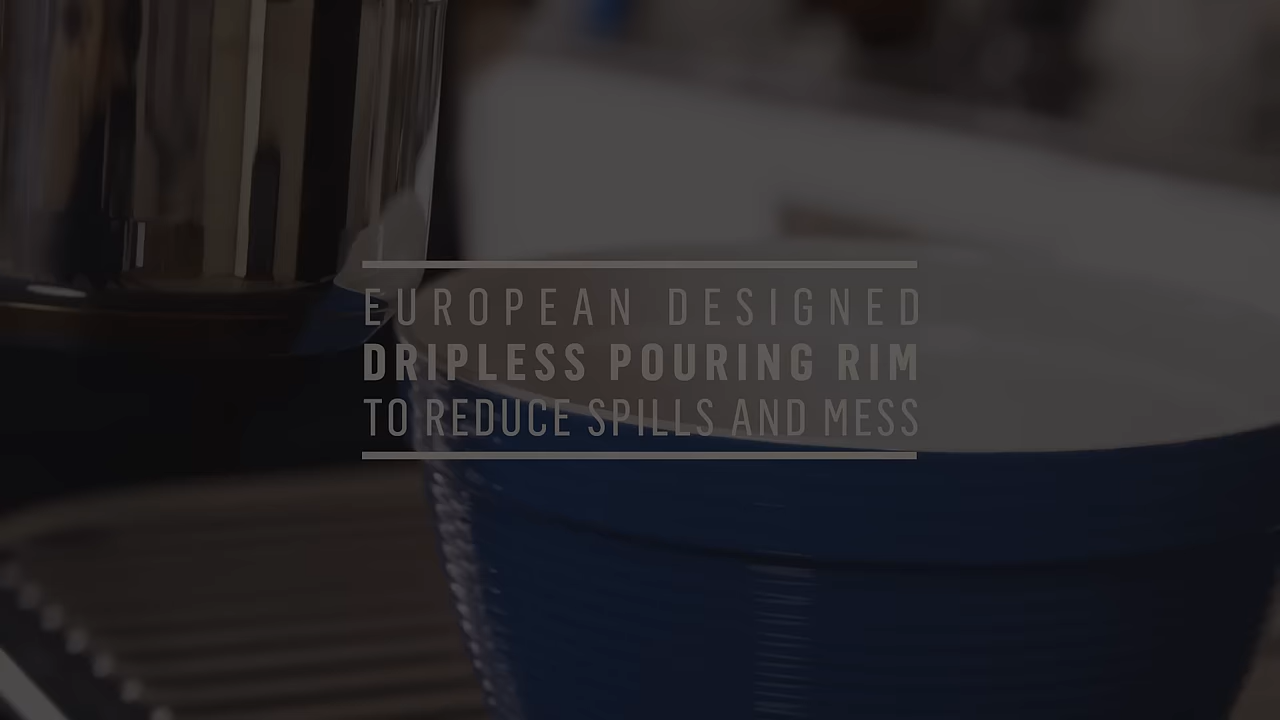 EUROPEAN DESIGNED
DRIPLESS POURING RIM
TO REDUCE SPILLS AND MESS